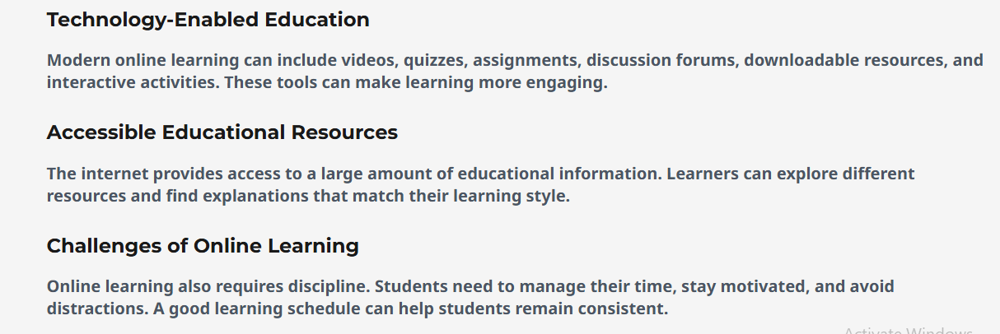 Technology-Enabled Education
Modern online learning can include videos, quizzes, assignments, discussion forums, downloadable resources, and
interactive activities. These tools can make learning more engaging.
Accessible Educational Resources
The internet provides access to a large amount of educational information. Learners can explore different
resources and find explanations that match their learning style.
Challenges of Online Learning
Online learning also requires discipline. Students need to manage their time, stay motivated, and avoid
distractions. A good learning schedule can help students remain consistent.
Activate Windows